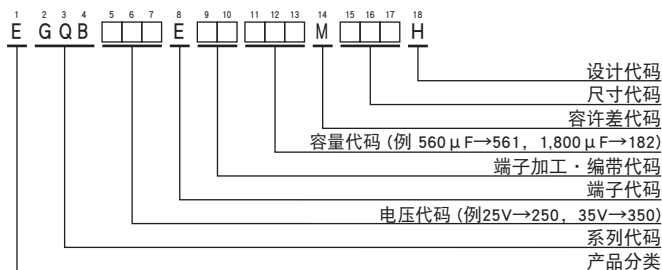 1 2 3 4 5 6 7 8 9 10 11 12 13 14 15 16 17 18
E G Q B □□□ E □□ □□□ M □□□ H
设计代码
尺寸代码
容许差代码
容量代码 (例 560μF→561, 1,800μF→182)
端子加工・编带代码
端子代码
电压代码 (例25V→250, 35V→350)
系列代码
产品分类